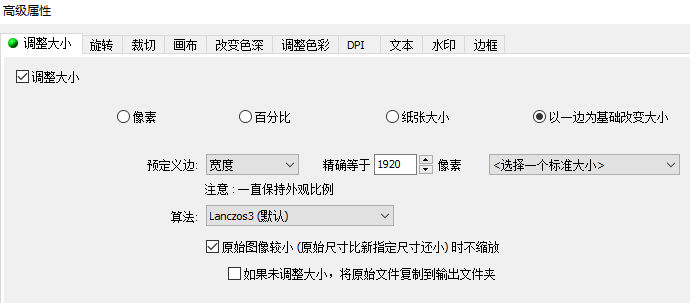 高级属性
调整大小 旋转 裁切 画布 改变色深 调整色彩 DPI 文本 水印 边框
调整大小
像素 百分比 纸张大小 以一边为基础改变大小
预定义边: 宽度 精确等于 1920 像素 <选择一个标准大小>
注意 : 一直保持外观比例
算法: Lanczos3 (默认)
原始图像较小 (原始尺寸比新指定尺寸还小) 时不缩放
如果未调整大小，将原始文件复制到输出文件夹